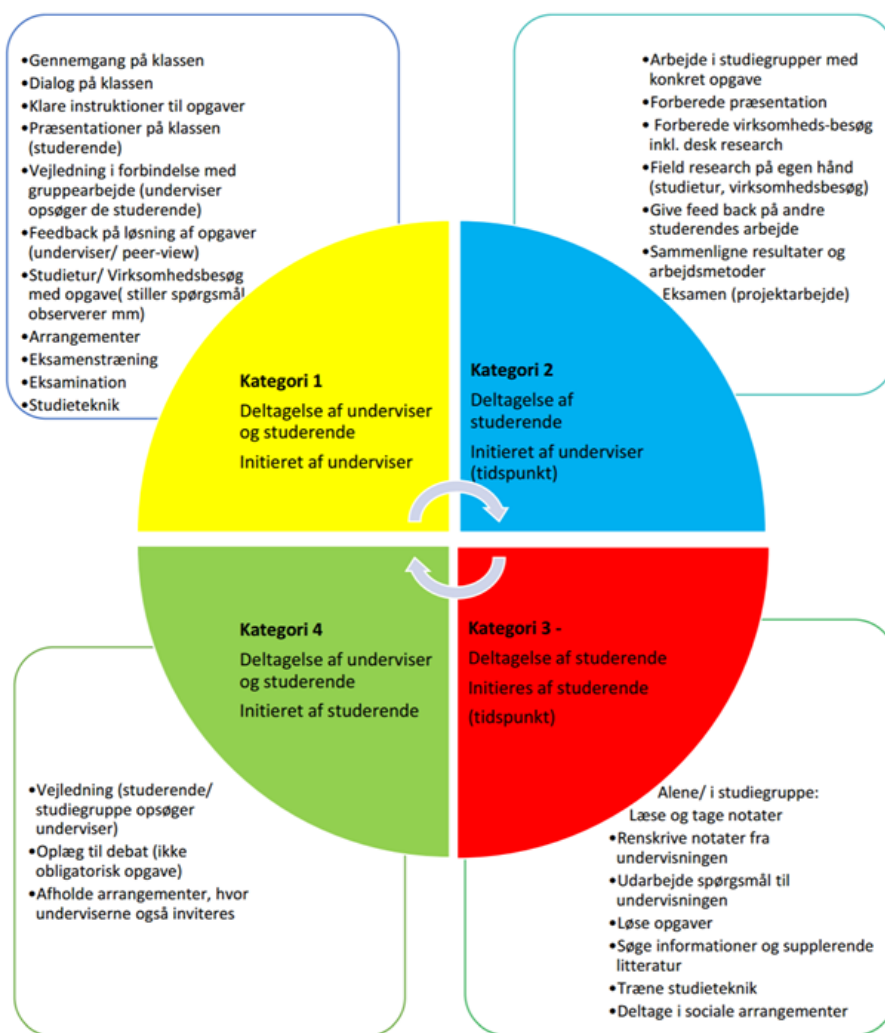 •Gennemgang på klassen
•Dialog på klassen
•Klare instruktioner til opgaver
•Præsentationer på klassen
(studerende)
•Vejledning i forbindelse med
gruppearbejde (underviser
opsøger de studerende)
•Feedback på løsning af opgaver
(underviser/ peer-view)
•Studietur/ Virksomhedsbesøg
med opgave( stiller spørgsmål
observerer mm)
•Arrangementer
•Eksamenstræning
•Eksamination
•Studieteknik
•Arbejde i studiegrupper med
konkret opgave
•Forberede præsentation
• Forberede virksomheds-besøg
inkl. desk research
•Field research på egen hånd
(studietur, virksomhedsbesøg)
•Give feed back på andre
studerendes arbejde
•Sammenligne resultater og
arbejdsmetoder
Eksamen (projektarbejde)
Kategori 1
Deltagelse af underviser
og studerende
Initieret af underviser
Kategori 2
Deltagelse af
studerende
Initieret af underviser
(tidspunkt)
Kategori 4
Deltagelse af underviser
og studerende
Initieret af studerende
Kategori 3 -
Deltagelse af studerende
Initieres af studerende
(tidspunkt)
•Vejledning (studerende/
studiegruppe opsøger
underviser)
•Oplæg til debat (ikke
obligatorisk opgave)
•Afholde arrangementer, hvor
underviserne også inviteres
Alene/ i studiegruppe:
Læse og tage notater
•Renskrive notater fra
undervisningen
•Udarbejde spørgsmål til
undervisningen
•Løse opgaver
•Søge informationer og supplerende
litteratur
•Træne studieteknik
•Deltage i sociale arrangementer